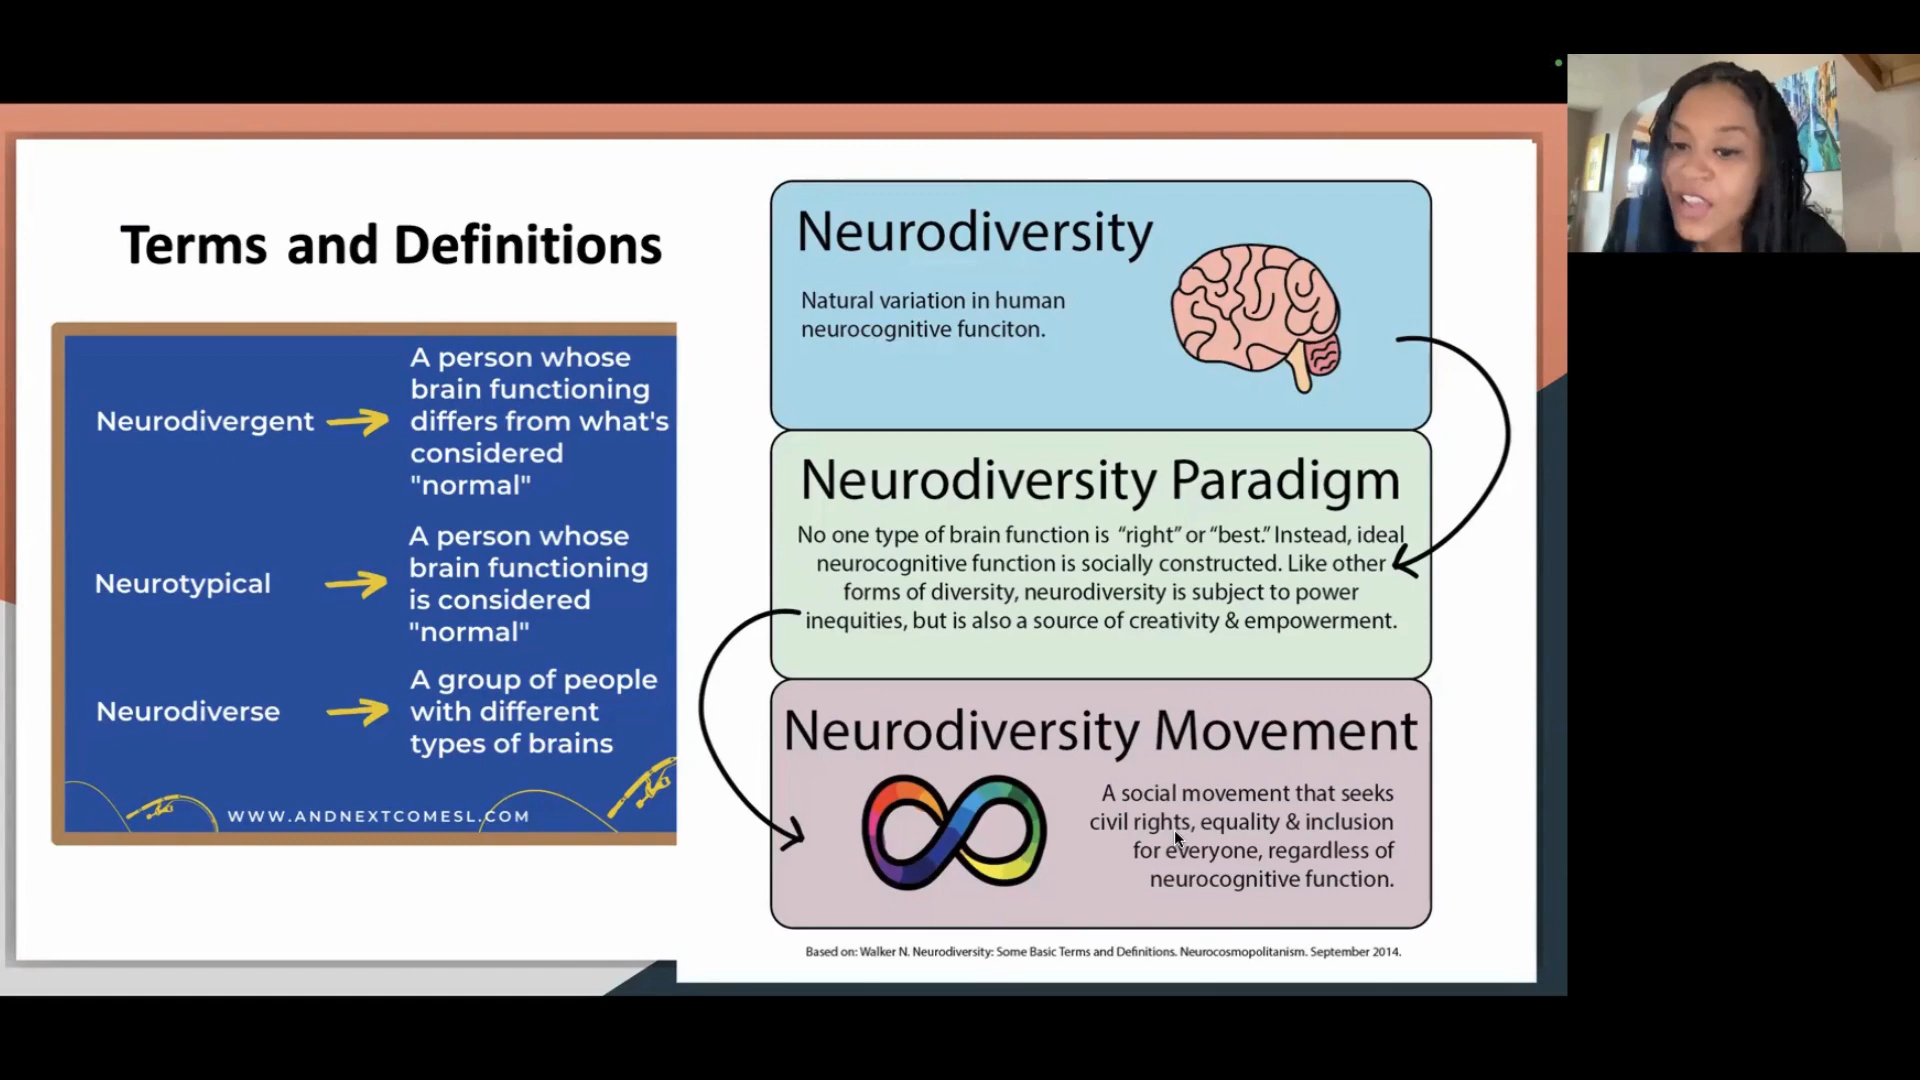 Terms and Definitions
Neurodivergent
A person whose
brain functioning
differs from what's
considered
"normal"
Neurotypical
A person whose
brain functioning
is considered
"normal"
Neurodiverse
A group of people
with different
types of brains
WWW.ANDNEXTCOMESL.COM
Neurodiversity
Natural variation in human
neurocognitive funciton.
Neurodiversity Paradigm
No one type of brain function is “right” or “best.” Instead, ideal
neurocognitive function is socially constructed. Like other
forms of diversity, neurodiversity is subject to power
inequities, but is also a source of creativity & empowerment.
Neurodiversity Movement
A social movement that seeks
civil rights, equality & inclusion
for everyone, regardless of
neurocognitive function.
Based on: Walker N. Neurodiversity: Some Basic Terms and Definitions. Neurocosmopolitanism. September 2014.